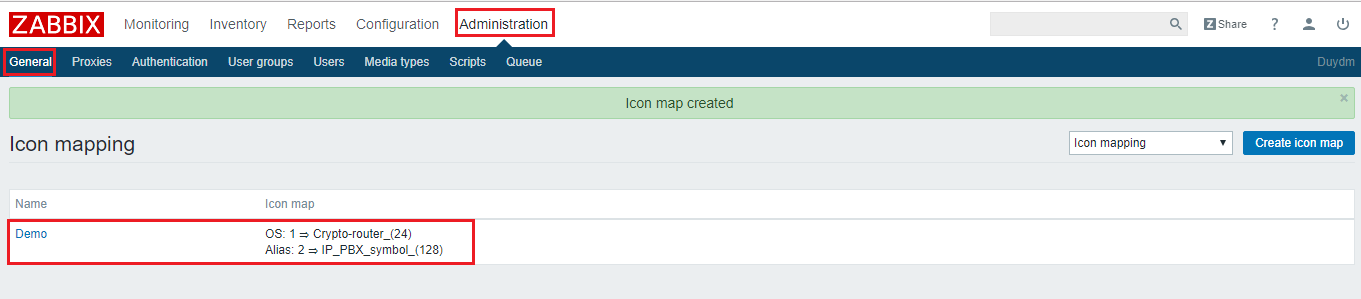 ZABBIX Monitoring Inventory Reports Configuration Administration Z Share ?
General Proxies Authentication User groups Users Media types Scripts Queue Duydm
Icon map created ×
Icon mapping Icon mapping ▼ Create icon map
Name Icon map
Demo OS: 1 ⇒ Crypto-router_(24)
Alias: 2 ⇒ IP_PBX_symbol_(128)